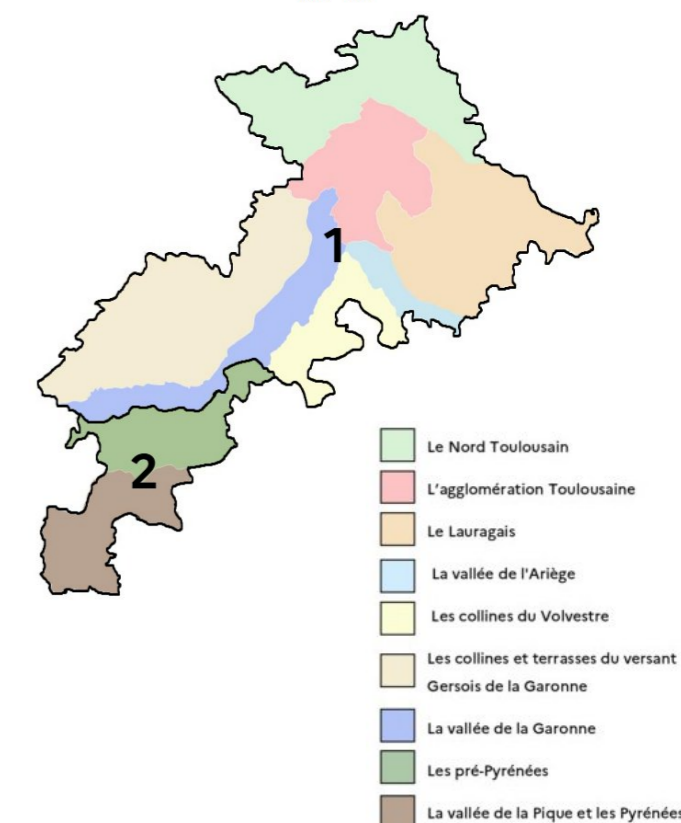 1
2
Le Nord Toulousain
L'agglomération Toulousaine
Le Lauragais
La vallée de l'Ariège
Les collines du Volvestre
Les collines et terrasses du versant
Gersois de la Garonne
La vallée de la Garonne
Les pré-Pyrénées
La vallée de la Pique et les Pyrénées